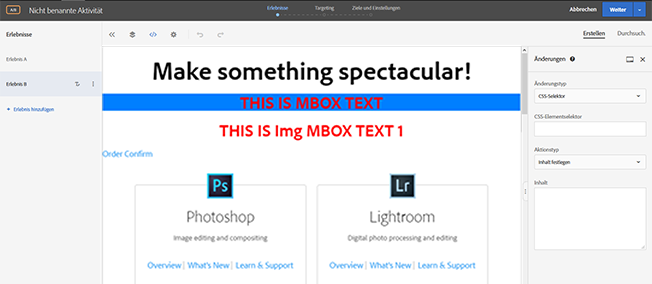 A/B Nicht benannte Aktivität Erlebnisse Targeting Ziele und Einstellungen Abbrechen Weiter
Erlebnisse
Erstellen Durchsuch.
Erlebnis A
Erlebnis B
+ Erlebnis hinzufügen
Make something spectacular!
THIS IS MBOX TEXT
THIS IS Img MBOX TEXT 1
Order Confirm
Ps
Lr
Photoshop
Lightroom
Image editing and compositing
Digital photo processing and editing
Overview | What's New | Learn & Support
Overview | What's New | Learn & Support
Änderungen
Änderungstyp
CSS-Selektor
CSS-Elementselektor
Aktionstyp
Inhalt festlegen
Inhalt